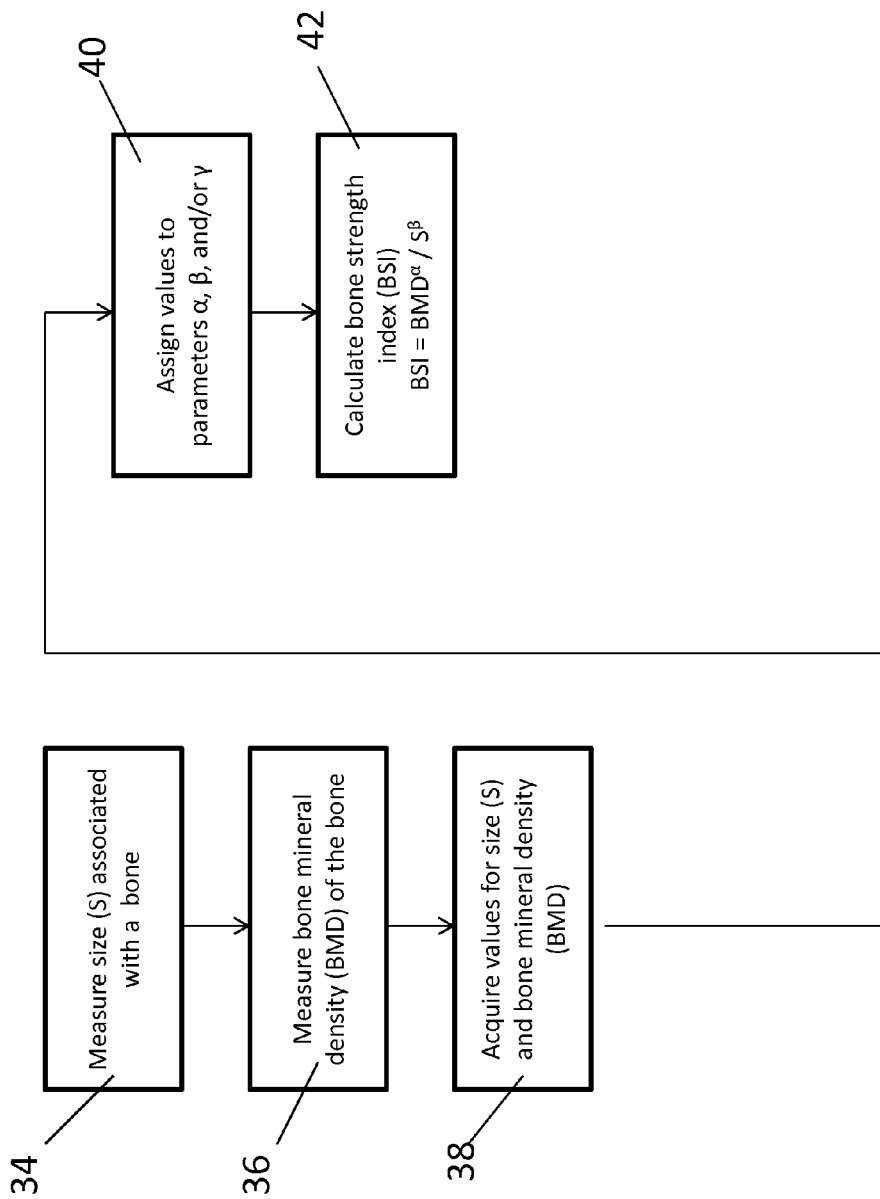 34
Measure size (S) associated
with a bone
36
Measure bone mineral
density (BMD) of the bone
38
Acquire values for size (S)
and bone mineral density
(BMD)
40
Assign values to
parameters α, β, and/or γ
42
Calculate bone strength
index (BSI)
BSI = BMD^α / S^β